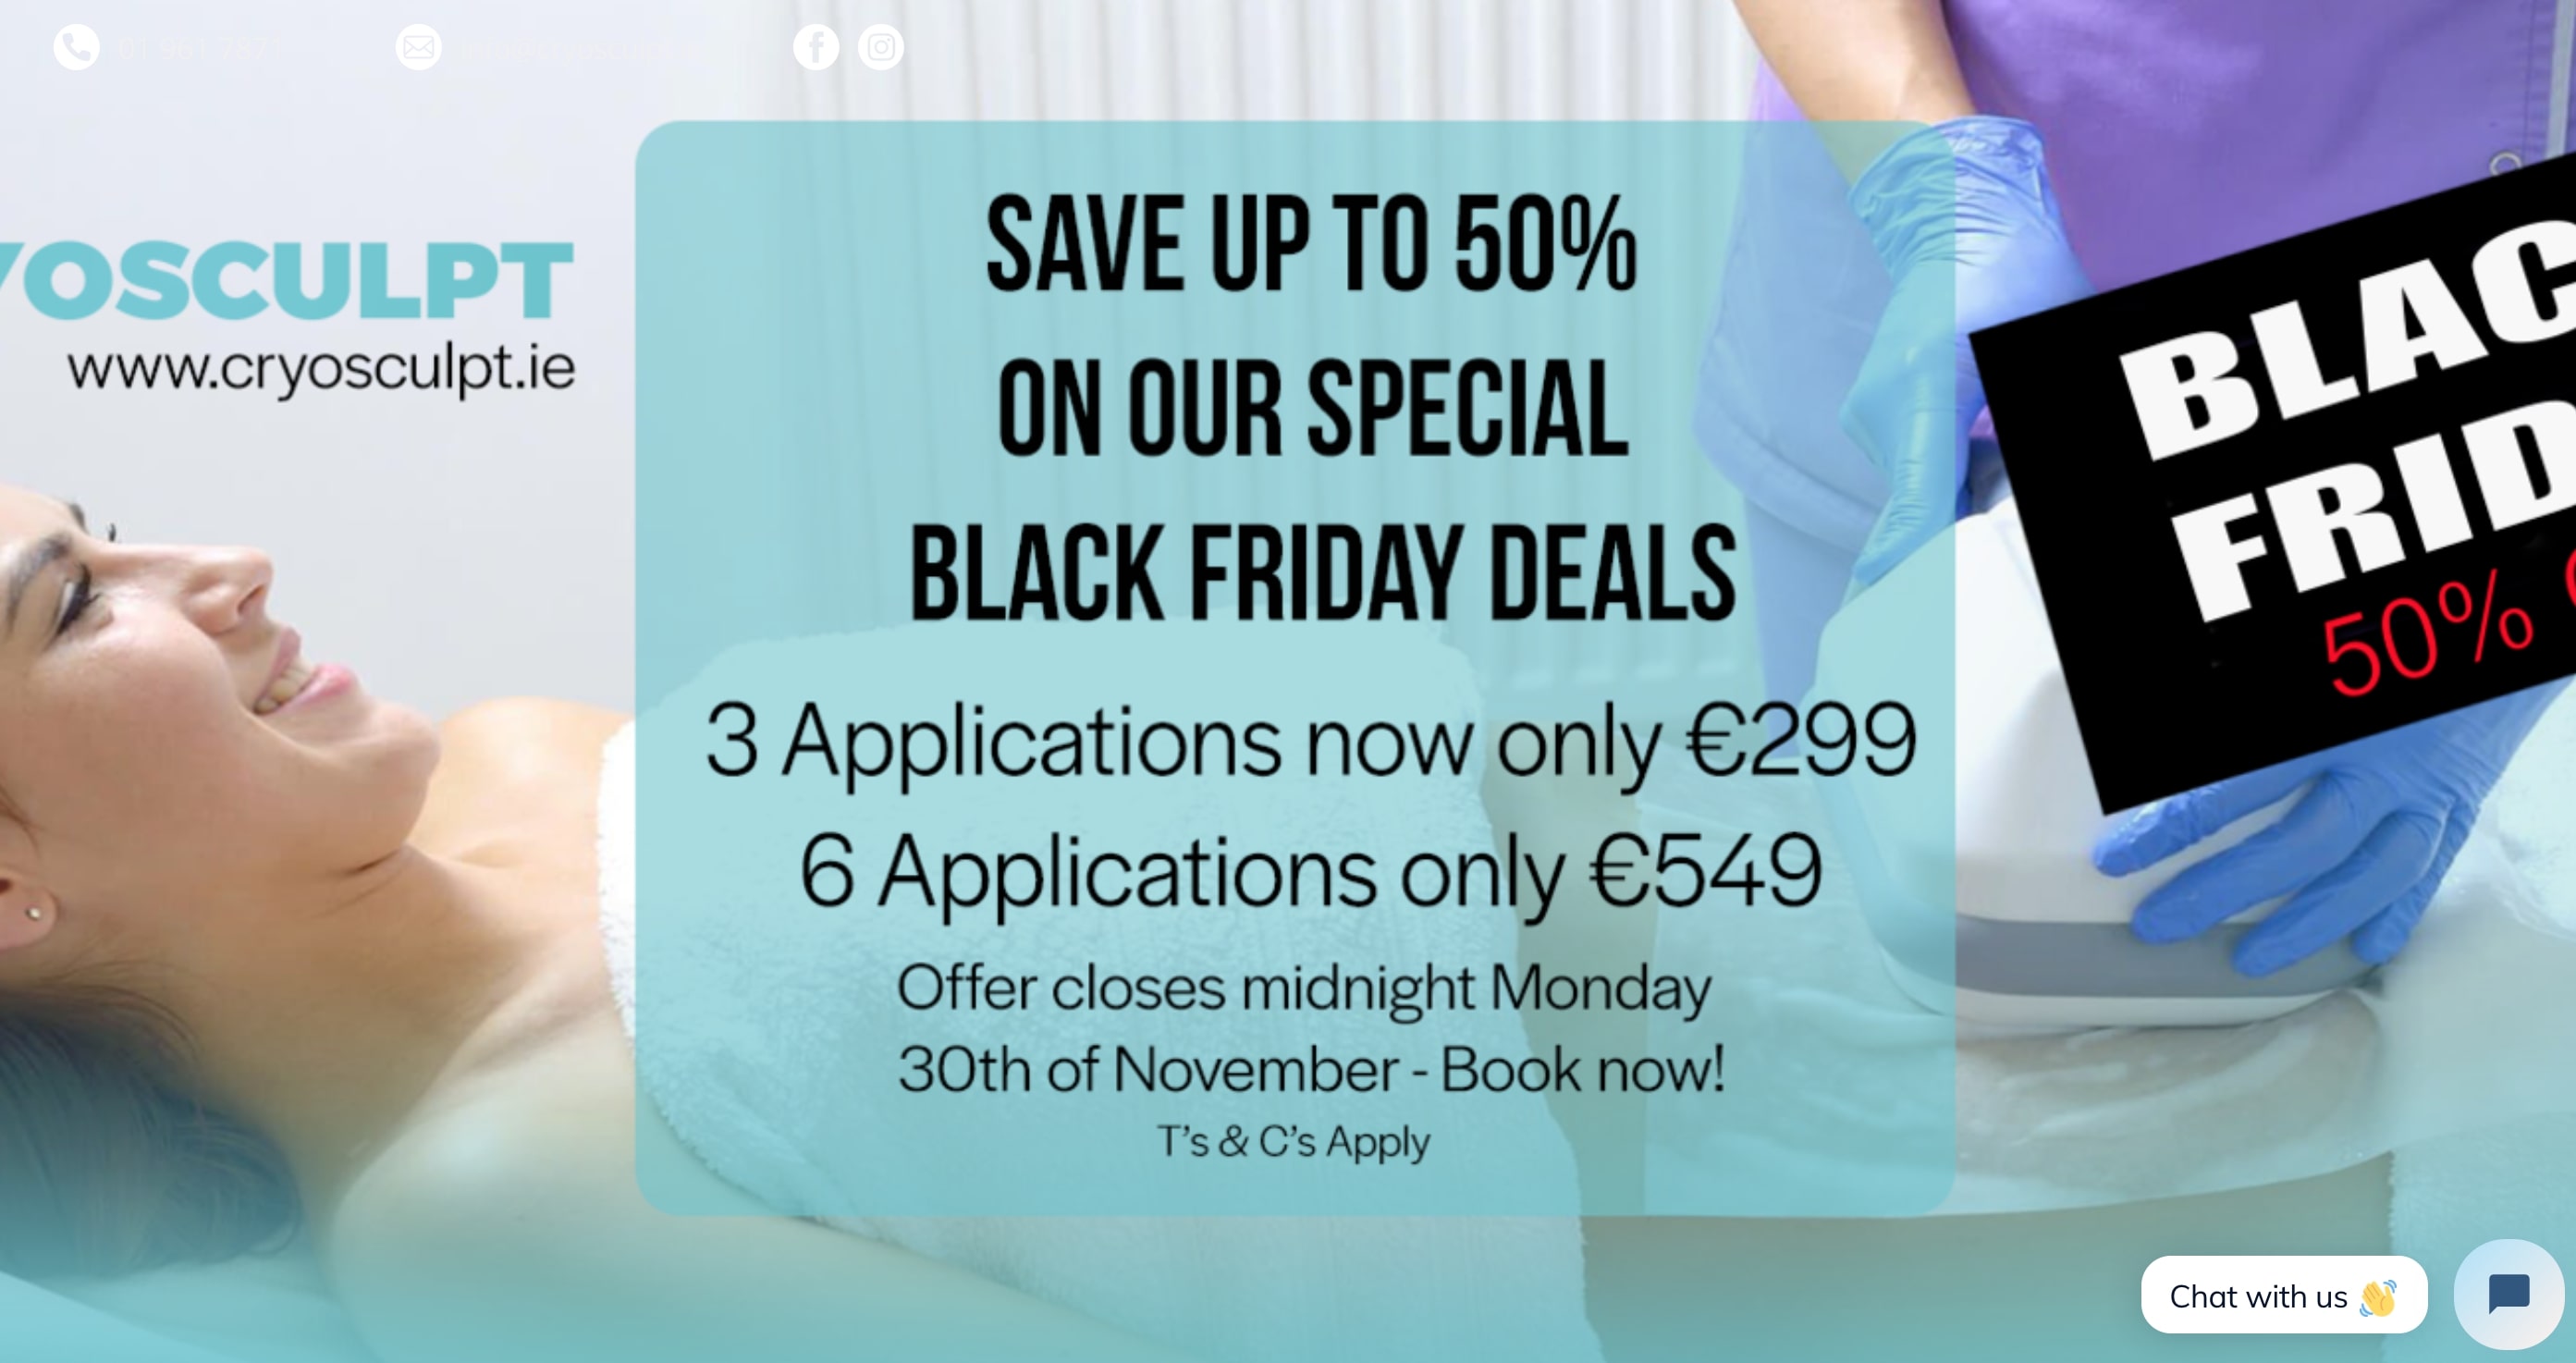 YOSCULPT
www.cryosculpt.ie
SAVE UP TO 50%
ON OUR SPECIAL
BLACK FRIDAY DEALS
3 Applications now only €299
6 Applications only €549
Offer closes midnight Monday
30th of November - Book now!
T's & C's Apply
BLAC
FRID
50%
Chat with us 👋